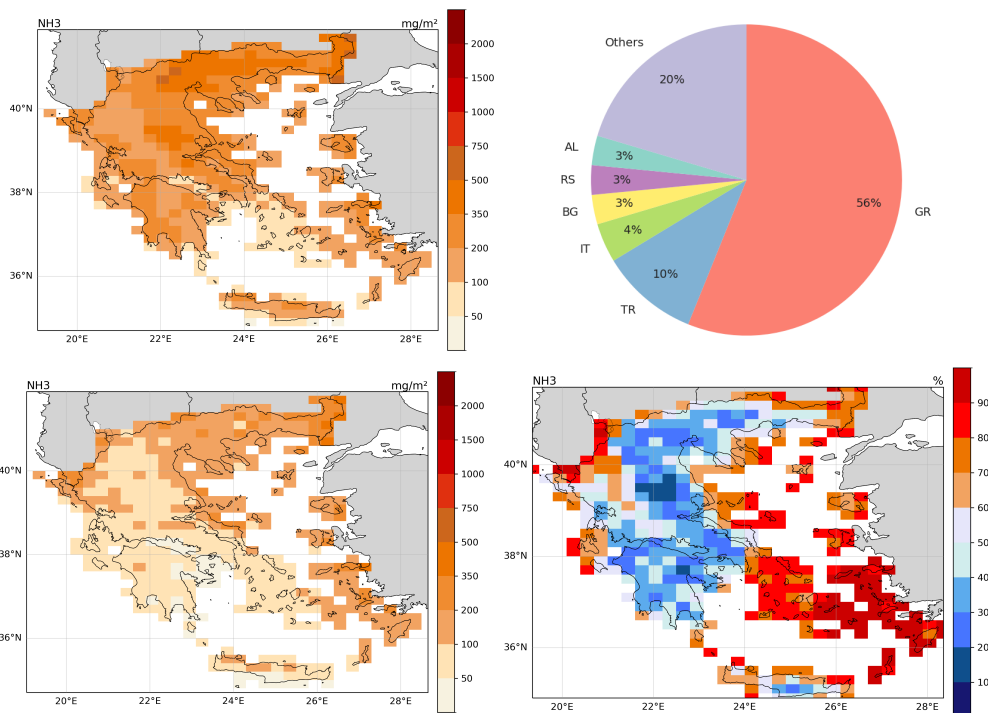 NH3 mg/m²
40°N
38°N
36°N
20°E 22°E 24°E 26°E 28°E
2000
1500
1000
750
500
350
200
100
50
Others
20%
AL
3%
RS
3%
BG
3%
IT
4%
TR
10%
GR
56%
NH3 mg/m²
40°N
38°N
36°N
20°E 22°E 24°E 26°E 28°E
2000
1500
1000
750
500
350
200
100
50
NH3 %
40°N
38°N
36°N
20°E 22°E 24°E 26°E 28°E
90
80
70
60
50
40
30
20
10